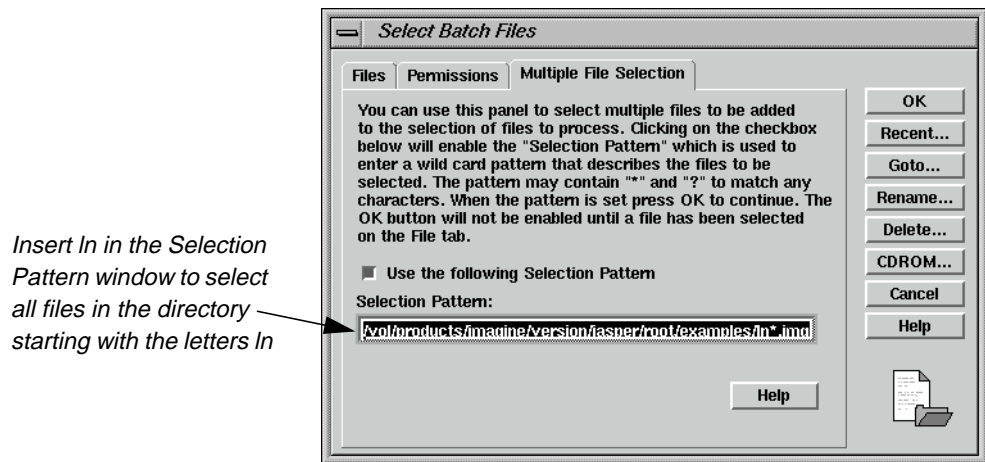 Select Batch Files
Files Permissions Multiple File Selection
You can use this panel to select multiple files to be added
to the selection of files to process. Clicking on the checkbox
below will enable the "Selection Pattern" which is used to
enter a wild card pattern that describes the files to be
selected. The pattern may contain "*" and "?" to match any
characters. When the pattern is set press OK to continue. The
OK button will not be enabled until a file has been selected
on the File tab.
Use the following Selection Pattern
Selection Pattern:
/vol/products/imagine/version/jasper/root/examples/ln*.img
Help
OK
Recent...
Goto...
Rename...
Delete...
CDROM...
Cancel
Help
Insert ln in the Selection
Pattern window to select
all files in the directory
starting with the letters ln